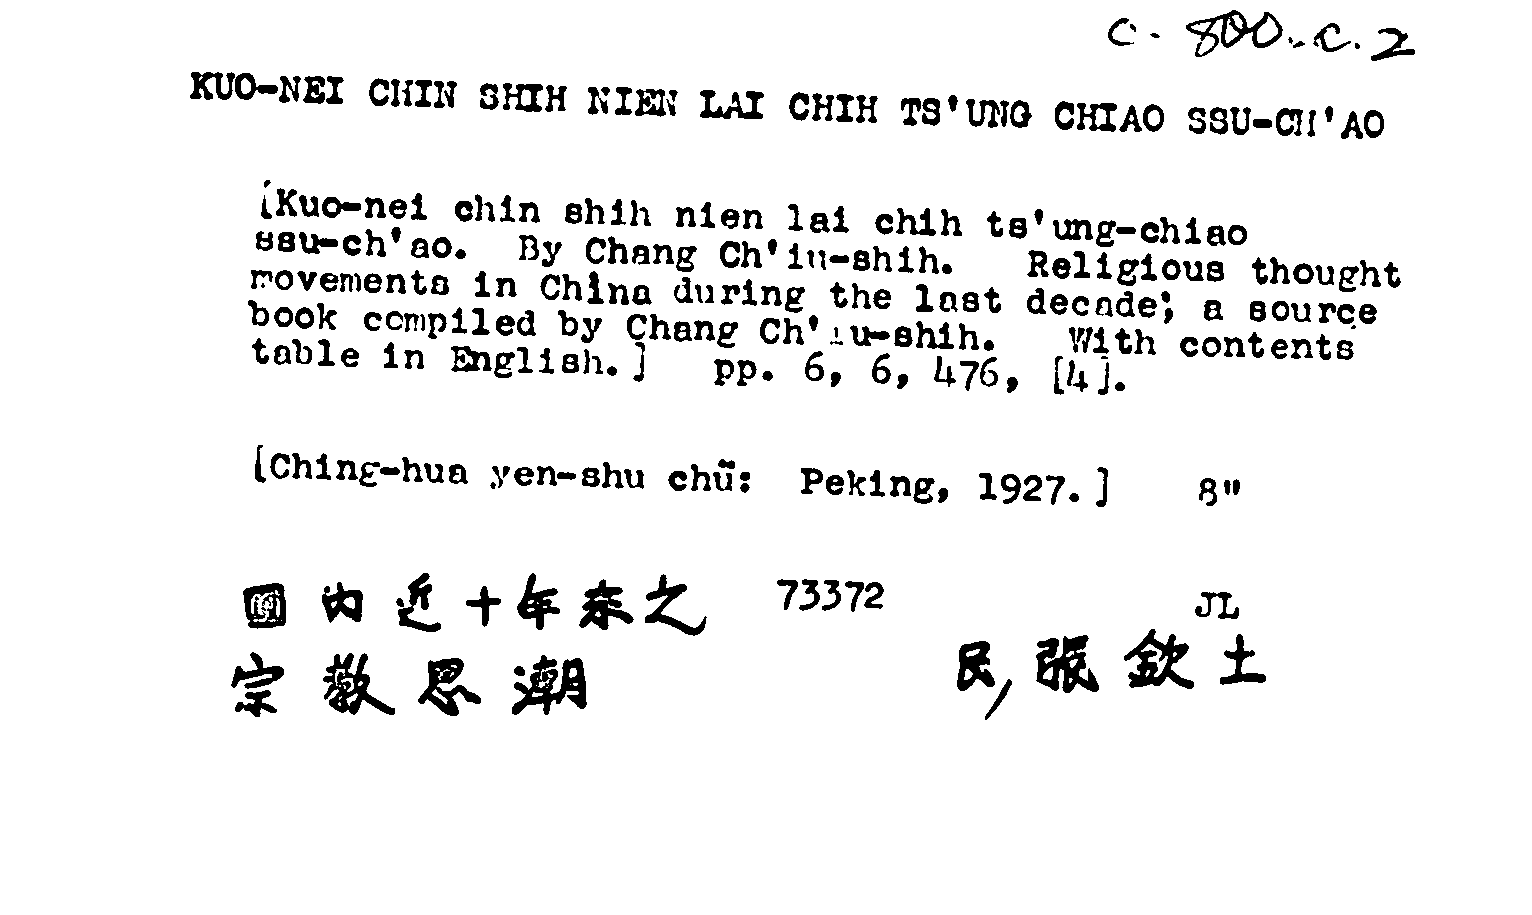 C. 800. C. 2
KUO-NEI CHIN SHIH NIEN LAI CHIH TS'UNG CHIAO SSU-CH'AO
[Kuo-nei chin shih nien lai chih ts'ung-chiao
ssu-ch'ao. By Chang Ch'iu-shih. Religious thought
movements in China during the last decade; a source
book compiled by Chang Ch'iu-shih. With contents
table in English.] pp. 6, 6, 476, [4].
[Ching-hua yen-shu chü: Peking, 1927.] 8"
國內近十年來之 73372 JL
宗教思潮 民, 張欽士